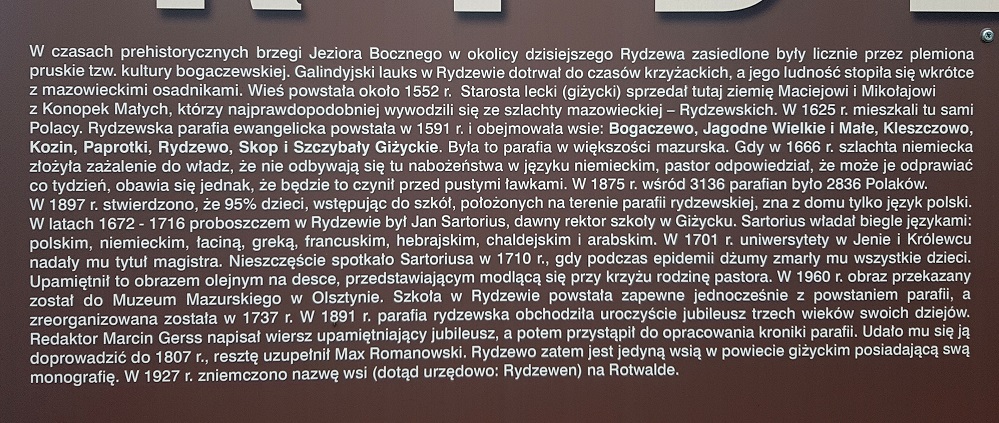 RYDZE
W czasach prehistorycznych brzegi Jeziora Bocznego w okolicy dzisiejszego Rydzewa zasiedlone były licznie przez plemiona
pruskie tzw. kultury bogaczewskiej. Galindyjski lauks w Rydzewie dotrwał do czasów krzyżackich, a jego ludność stopiła się wkrótce
z mazowieckimi osadnikami. Wieś powstała około 1552 r. Starosta lecki (giżycki) sprzedał tutaj ziemię Maciejowi i Mikołajowi
z Konopek Małych, którzy najprawdopodobniej wywodzili się ze szlachty mazowieckiej – Rydzewskich. W 1625 r. mieszkali tu sami
Polacy. Rydzewska parafia ewangelicka powstała w 1591 r. i obejmowała wsie: Bogaczewo, Jagodne Wielkie i Małe, Kleszczowo,
Kozin, Paprotki, Rydzewo, Skop i Szczybały Giżyckie. Była to parafia w większości mazurska. Gdy w 1666 r. szlachta niemiecka
złożyła zażalenie do władz, że nie odbywają się tu nabożeństwa w języku niemieckim, pastor odpowiedział, że może je odprawiać
co tydzień, obawia się jednak, że będzie to czynił przed pustymi ławkami. W 1875 r. wśród 3136 parafian było 2836 Polaków.
W 1897 r. stwierdzono, że 95% dzieci, wstępując do szkół, położonych na terenie parafii rydzewskiej, zna z domu tylko język polski.
W latach 1672 - 1716 proboszczem w Rydzewie był Jan Sartorius, dawny rektor szkoły w Giżycku. Sartorius władał biegle językami:
polskim, niemieckim, łaciną, greką, francuskim, hebrajskim, chaldejskim i arabskim. W 1701 r. uniwersytety w Jenie i Królewcu
nadały mu tytuł magistra. Nieszczęście spotkało Sartoriusa w 1710 r., gdy podczas epidemii dżumy zmarły mu wszystkie dzieci.
Upamiętnił to obrazem olejnym na desce, przedstawiającym modlącą się przy krzyżu rodzinę pastora. W 1960 r. obraz przekazany
został do Muzeum Mazurskiego w Olsztynie. Szkoła w Rydzewie powstała zapewne jednocześnie z powstaniem parafii, a
zreorganizowana została w 1737 r. W 1891 r. parafia rydzewska obchodziła uroczyście jubileusz trzech wieków swoich dziejów.
Redaktor Marcin Gerss napisał wiersz upamiętniający jubileusz, a potem przystąpił do opracowania kroniki parafii. Udało mu się ją
doprowadzić do 1807 r., resztę uzupełnił Max Romanowski. Rydzewo zatem jest jedyną wsią w powiecie giżyckim posiadającą swą
monografię. W 1927 r. zniemczono nazwę wsi (dotąd urzędowo: Rydzewen) na Rotwalde.